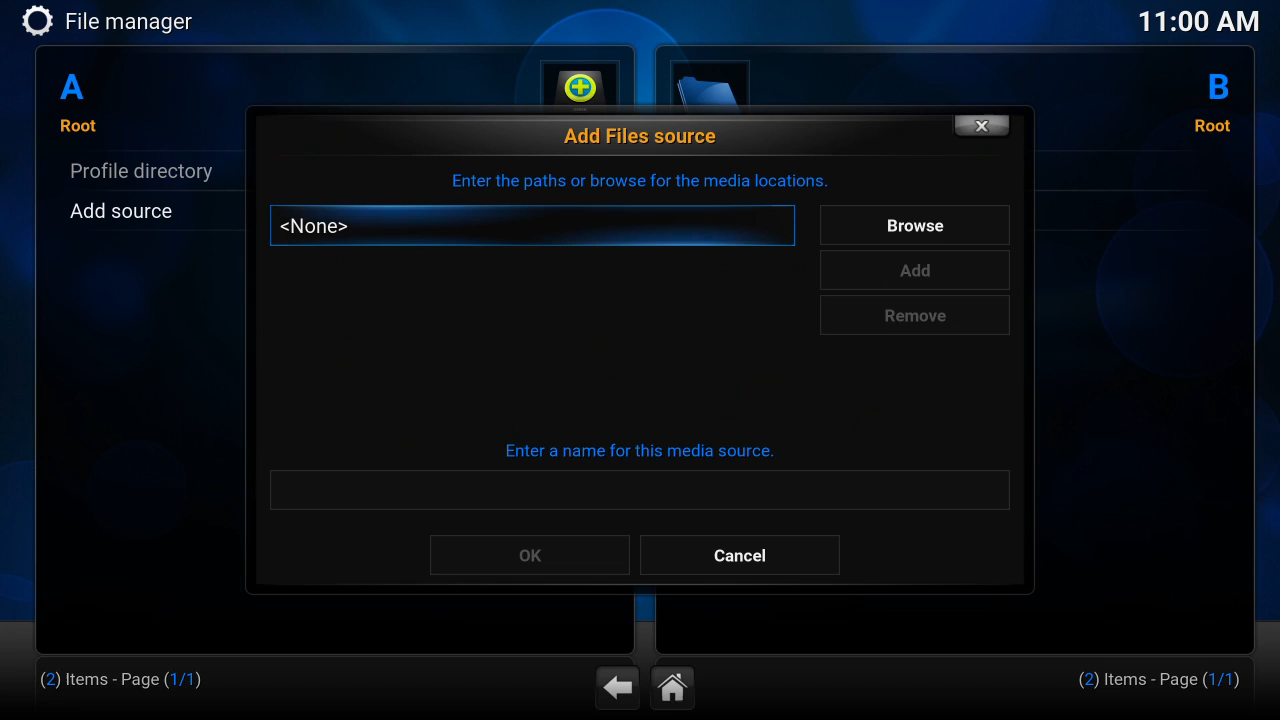 File manager
11:00 AM
A
B
Root
Root
Add Files source
Profile directory
Enter the paths or browse for the media locations.
Add source
<None>
Browse
Add
Remove
Enter a name for this media source.
OK
Cancel
(2) Items - Page (1/1)
(2) Items - Page (1/1)